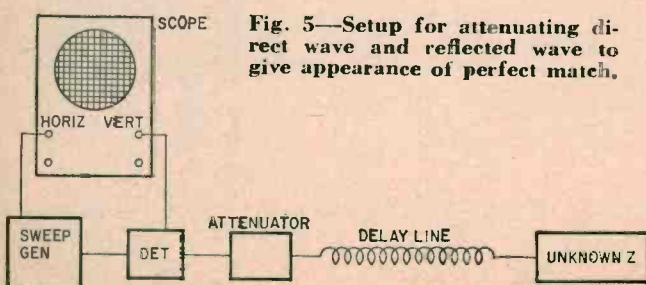 SCOPE
Fig. 5—Setup for attenuating di-
rect wave and reflected wave to
give appearance of perfect match.
HORIZ VERT
SWEEP
GEN
DET
ATTENUATOR
DELAY LINE
UNKNOWN Z